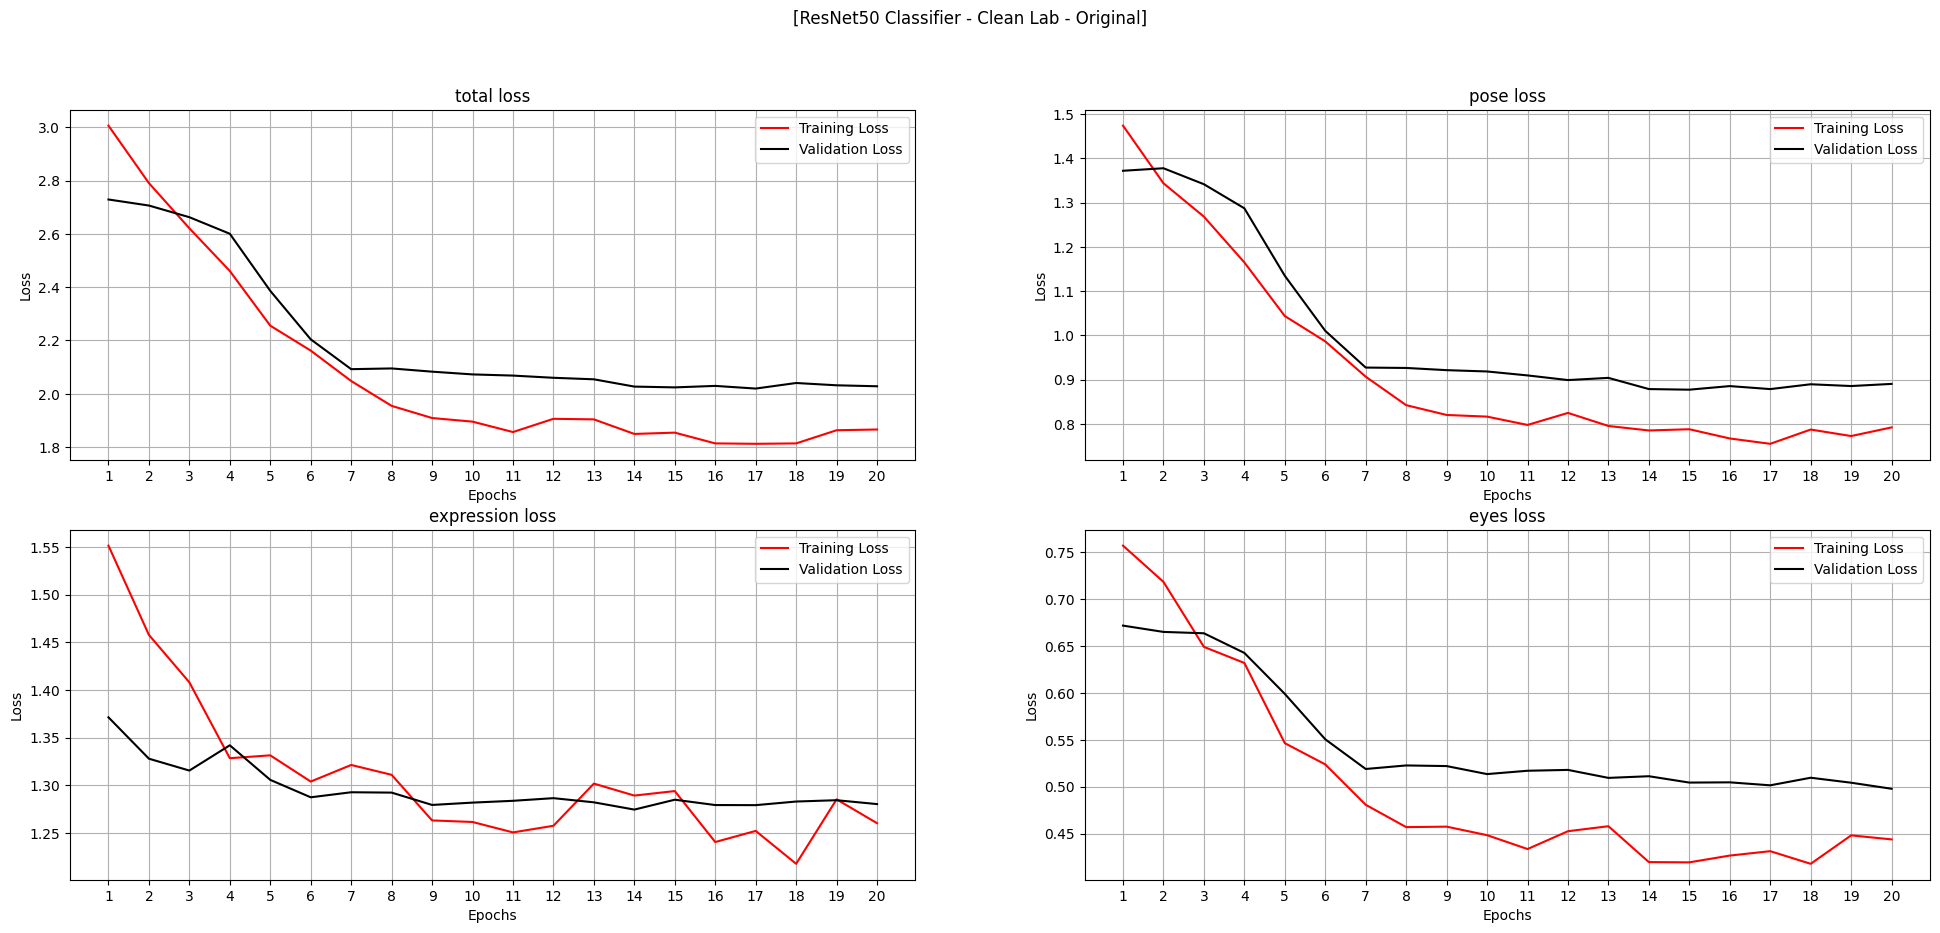 [ResNet50 Classifier - Clean Lab - Original]
total loss
Training Loss
Validation Loss
Loss
3.0
2.8
2.6
2.4
2.2
2.0
1.8
1 2 3 4 5 6 7 8 9 10 11 12 13 14 15 16 17 18 19 20
Epochs
pose loss
Training Loss
Validation Loss
Loss
1.5
1.4
1.3
1.2
1.1
1.0
0.9
0.8
1 2 3 4 5 6 7 8 9 10 11 12 13 14 15 16 17 18 19 20
Epochs
expression loss
Training Loss
Validation Loss
Loss
1.55
1.50
1.45
1.40
1.35
1.30
1.25
1 2 3 4 5 6 7 8 9 10 11 12 13 14 15 16 17 18 19 20
Epochs
eyes loss
Training Loss
Validation Loss
Loss
0.75
0.70
0.65
0.60
0.55
0.50
0.45
1 2 3 4 5 6 7 8 9 10 11 12 13 14 15 16 17 18 19 20
Epochs